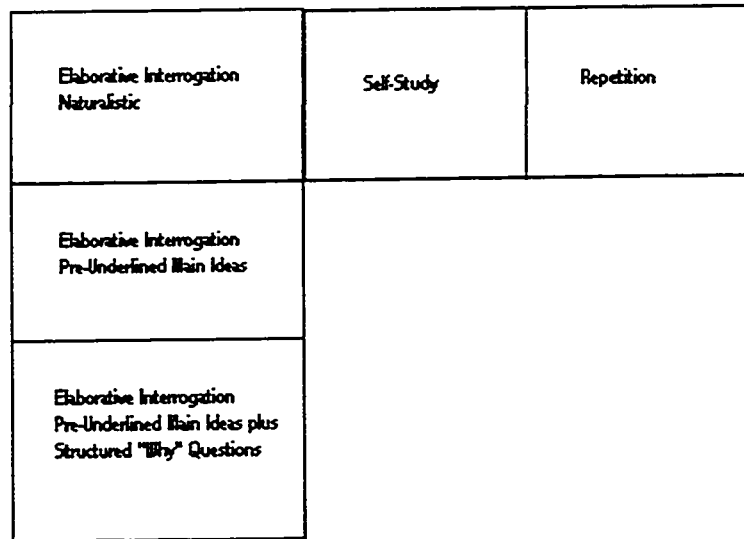 Elaborative Interrogation
Naturalistic
Self-Study
Repetition
Elaborative Interrogation
Pre-Underlined Main Ideas
Elaborative Interrogation
Pre-Underlined Main Ideas plus
Structured "Why" Questions